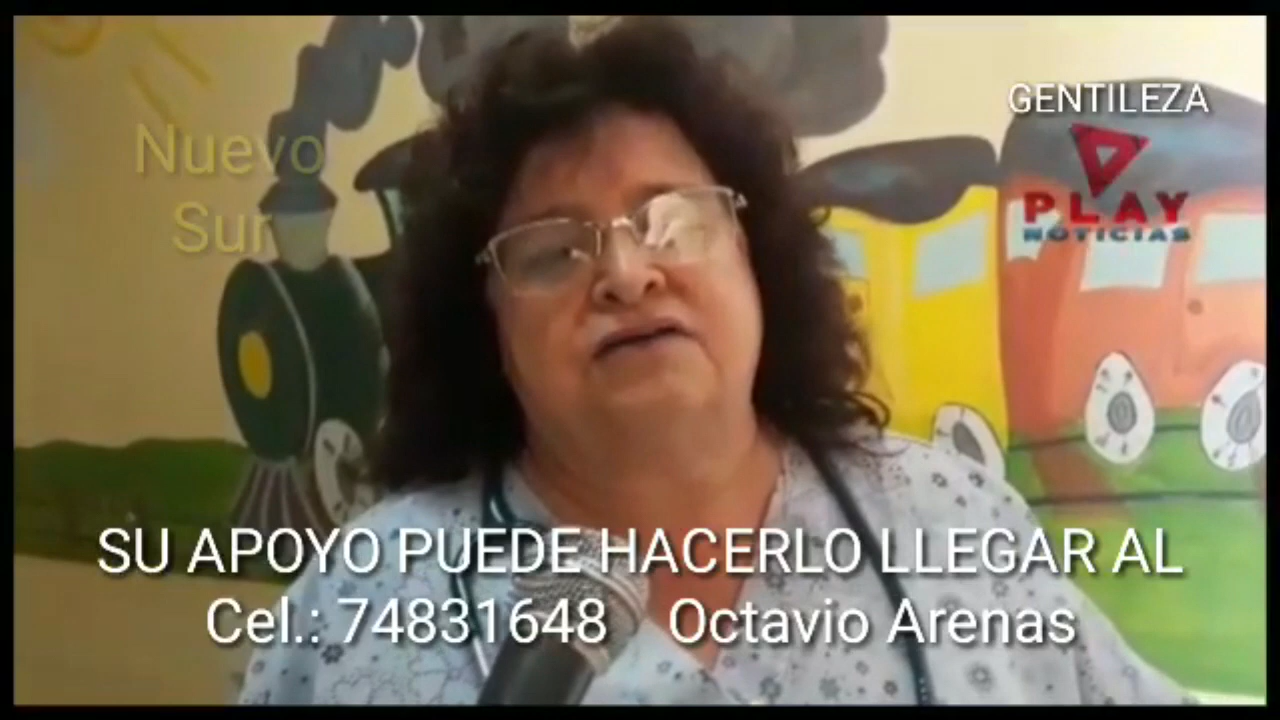 GENTILEZA
Nuevo
Sur
PLAY
NOTICIAS
SU APOYO PUEDE HACERLO LLEGAR AL
Cel.: 74831648 Octavio Arenas